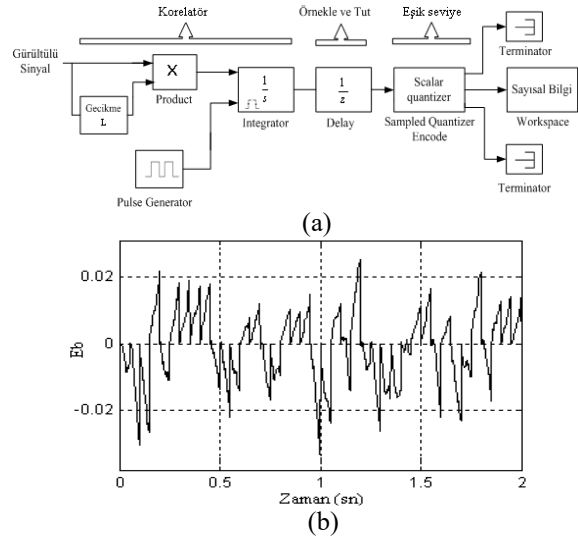 Korelatör
Örnekle ve Tut
Eşik seviye
Gürültülü
Sinyal
Gecikme
L
X
Product
1
s
Integrator
1
z
Delay
Scalar
quantizer
Sampled Quantizer
Encode
Terminator
Sayısal Bilgi
Workspace
Terminator
Pulse Generator
(a)
0.02
0
-0.02
Eb
0
0.5
1
1.5
2
Zaman (sn)
(b)